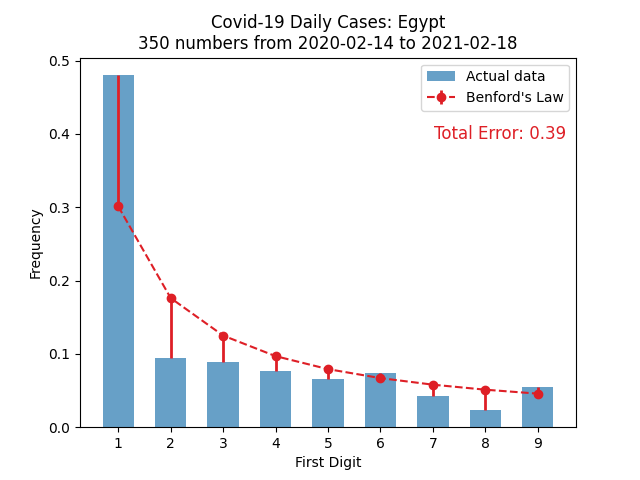 Covid-19 Daily Cases: Egypt
350 numbers from 2020-02-14 to 2021-02-18
Actual data
Benford's Law
Total Error: 0.39
Frequency
0.5
0.4
0.3
0.2
0.1
0.0
1 2 3 4 5 6 7 8 9
First Digit